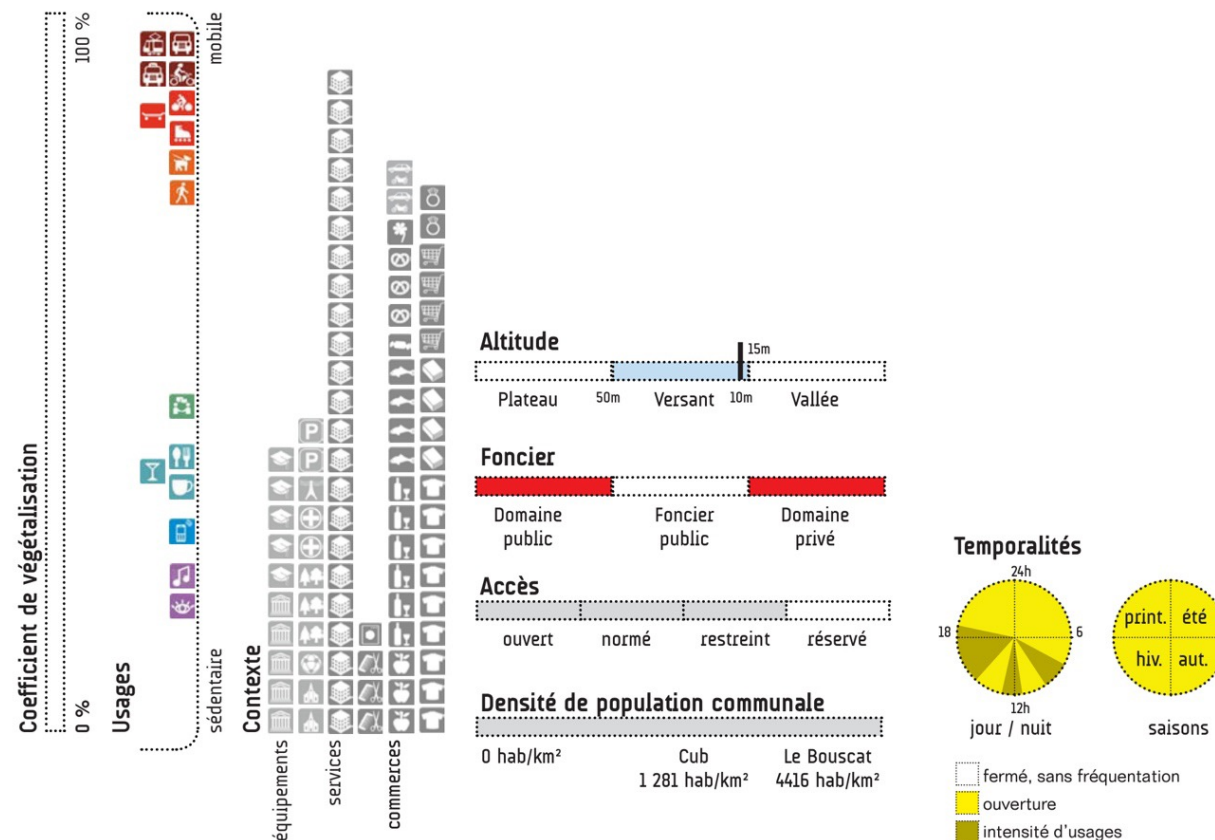 Coefficient de végétalisation
0 %
100 %
Usages
sédentaire
mobile
Contexte
équipements
services
commerces
P
P
Altitude
15m
Plateau
50m
Versant
10m
Vallée
Foncier
Domaine
public
Foncier
public
Domaine
privé
Accès
ouvert
normé
restreint
réservé
Densité de population communale
0 hab/km²
Cub
1 281 hab/km²
Le Bouscat
4416 hab/km²
Temporalités
24h
18
6
12h
jour / nuit
print.
été
hiv.
aut.
saisons
fermé, sans fréquentation
ouverture
intensité d'usages